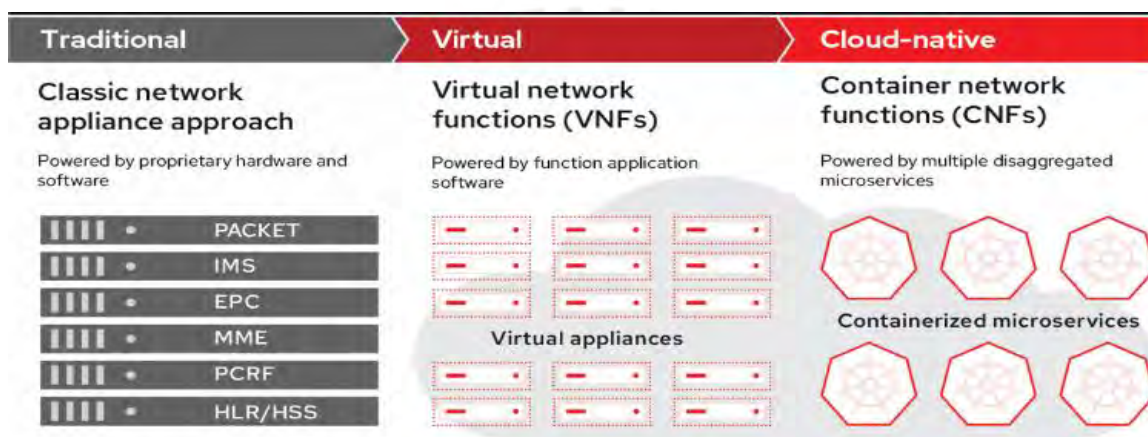 Traditional
Virtual
Cloud-native
Classic network
appliance approach
Powered by proprietary hardware and
software
PACKET
IMS
EPC
MME
PCRF
HLR/HSS
Virtual network
functions (VNFs)
Powered by function application
software
Virtual appliances
Container network
functions (CNFs)
Powered by multiple disaggregated
microservices
Containerized microservices